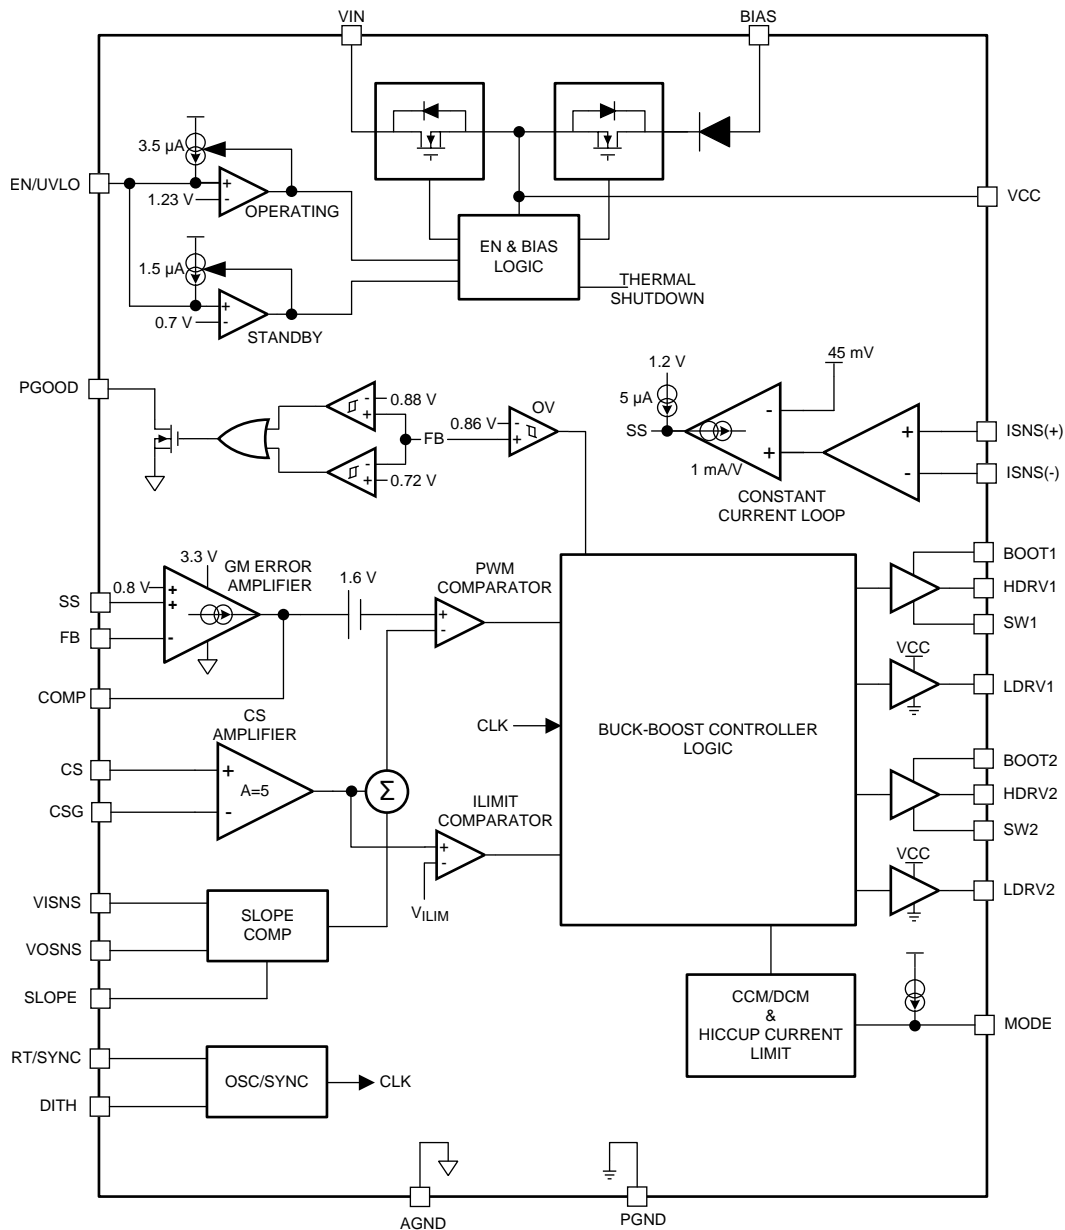 VIN
BIAS
3.5 µA
EN/UVLO
+
-
1.23 V
OPERATING
VCC
EN & BIAS
LOGIC
1.5 µA
THERMAL
SHUTDOWN
+
-
0.7 V
STANDBY
PGOOD
-
+
0.88 V
FB
-
+
0.72 V
0.86 V
-
+
OV
1.2 V
5 µA
SS
45 mV
-
+
1 mA/V
+
-
ISNS(+)
ISNS(-)
CONSTANT
CURRENT LOOP
3.3 V
GM ERROR
AMPLIFIER
0.8 V
+
+
-
SS
FB
COMP
1.6 V
PWM
COMPARATOR
+
-
BOOT1
HDRV1
SW1
VCC
LDRV1
CLK
BUCK-BOOST CONTROLLER
LOGIC
CS
AMPLIFIER
CS
CSG
+
-
A=5
Σ
ILIMIT
COMPARATOR
+
-
VILIM
BOOT2
HDRV2
SW2
VCC
LDRV2
VISNS
VOSNS
SLOPE
SLOPE
COMP
CCM/DCM
&
HICCUP CURRENT
LIMIT
MODE
RT/SYNC
DITH
OSC/SYNC
CLK
AGND
PGND